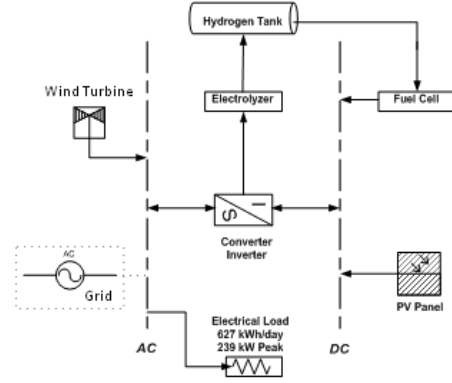 Hydrogen Tank
Wind Turbine
Electrolyzer
Fuel Cell
S
I
Converter
Inverter
AC
Grid
PV Panel
Electrical Load
627 kWh/day
239 kW Peak
AC
DC